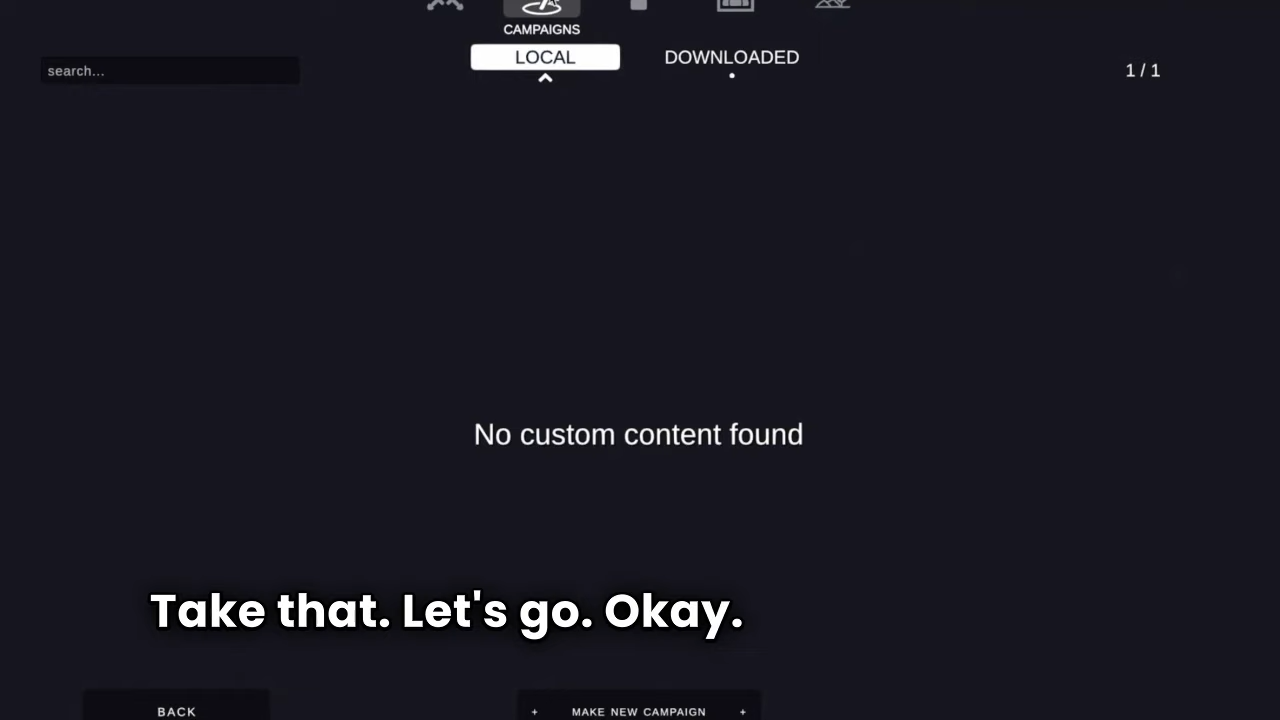 CAMPAIGNS
LOCAL
DOWNLOADED
search...
1 / 1
No custom content found
Take that. Let's go. Okay.
BACK
+ MAKE NEW CAMPAIGN +